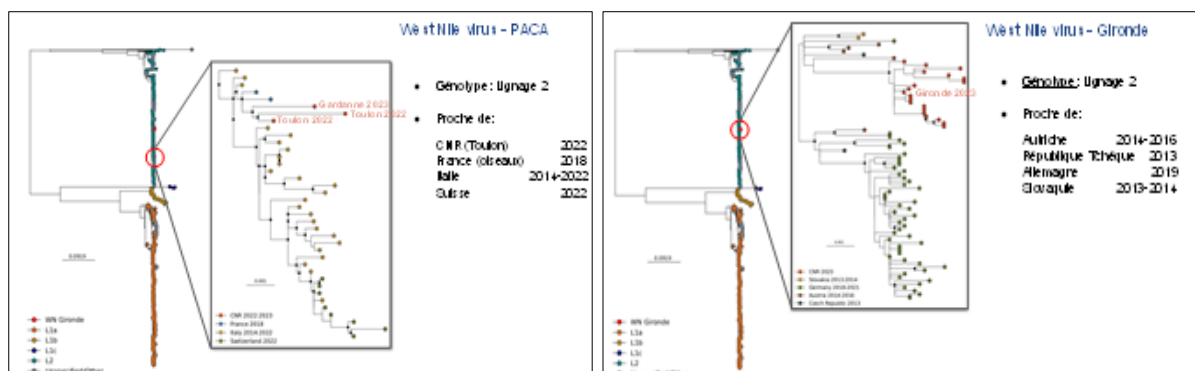 West Nile virus - PACA
Génotype: Lignage 2
Proche de:
CNR (Toulon) 2022
France (oiseaux) 2018
Italie 2014-2022
Suisse 2022
Gardanne 2023
Toulon 2022
Toulon 2022
0.001
CNR 2022-2023
France 2018
Italy 2014-2022
Switzerland 2022
WN Gironde
L1a
L1b
L1c
L2
West Nile virus - Gironde
Génotype: Lignage 2
Proche de:
Autriche 2014-2016
République Tchéque 2013
Allemagne 2019
Slovaquie 2013-2014
Gironde 2023
CNR 2023
Slovakia 2013-2014
Germany 2018-2021
Austria 2014-2016
Czech Republic 2013
WN Gironde
L1a
L1b
L1c
L2